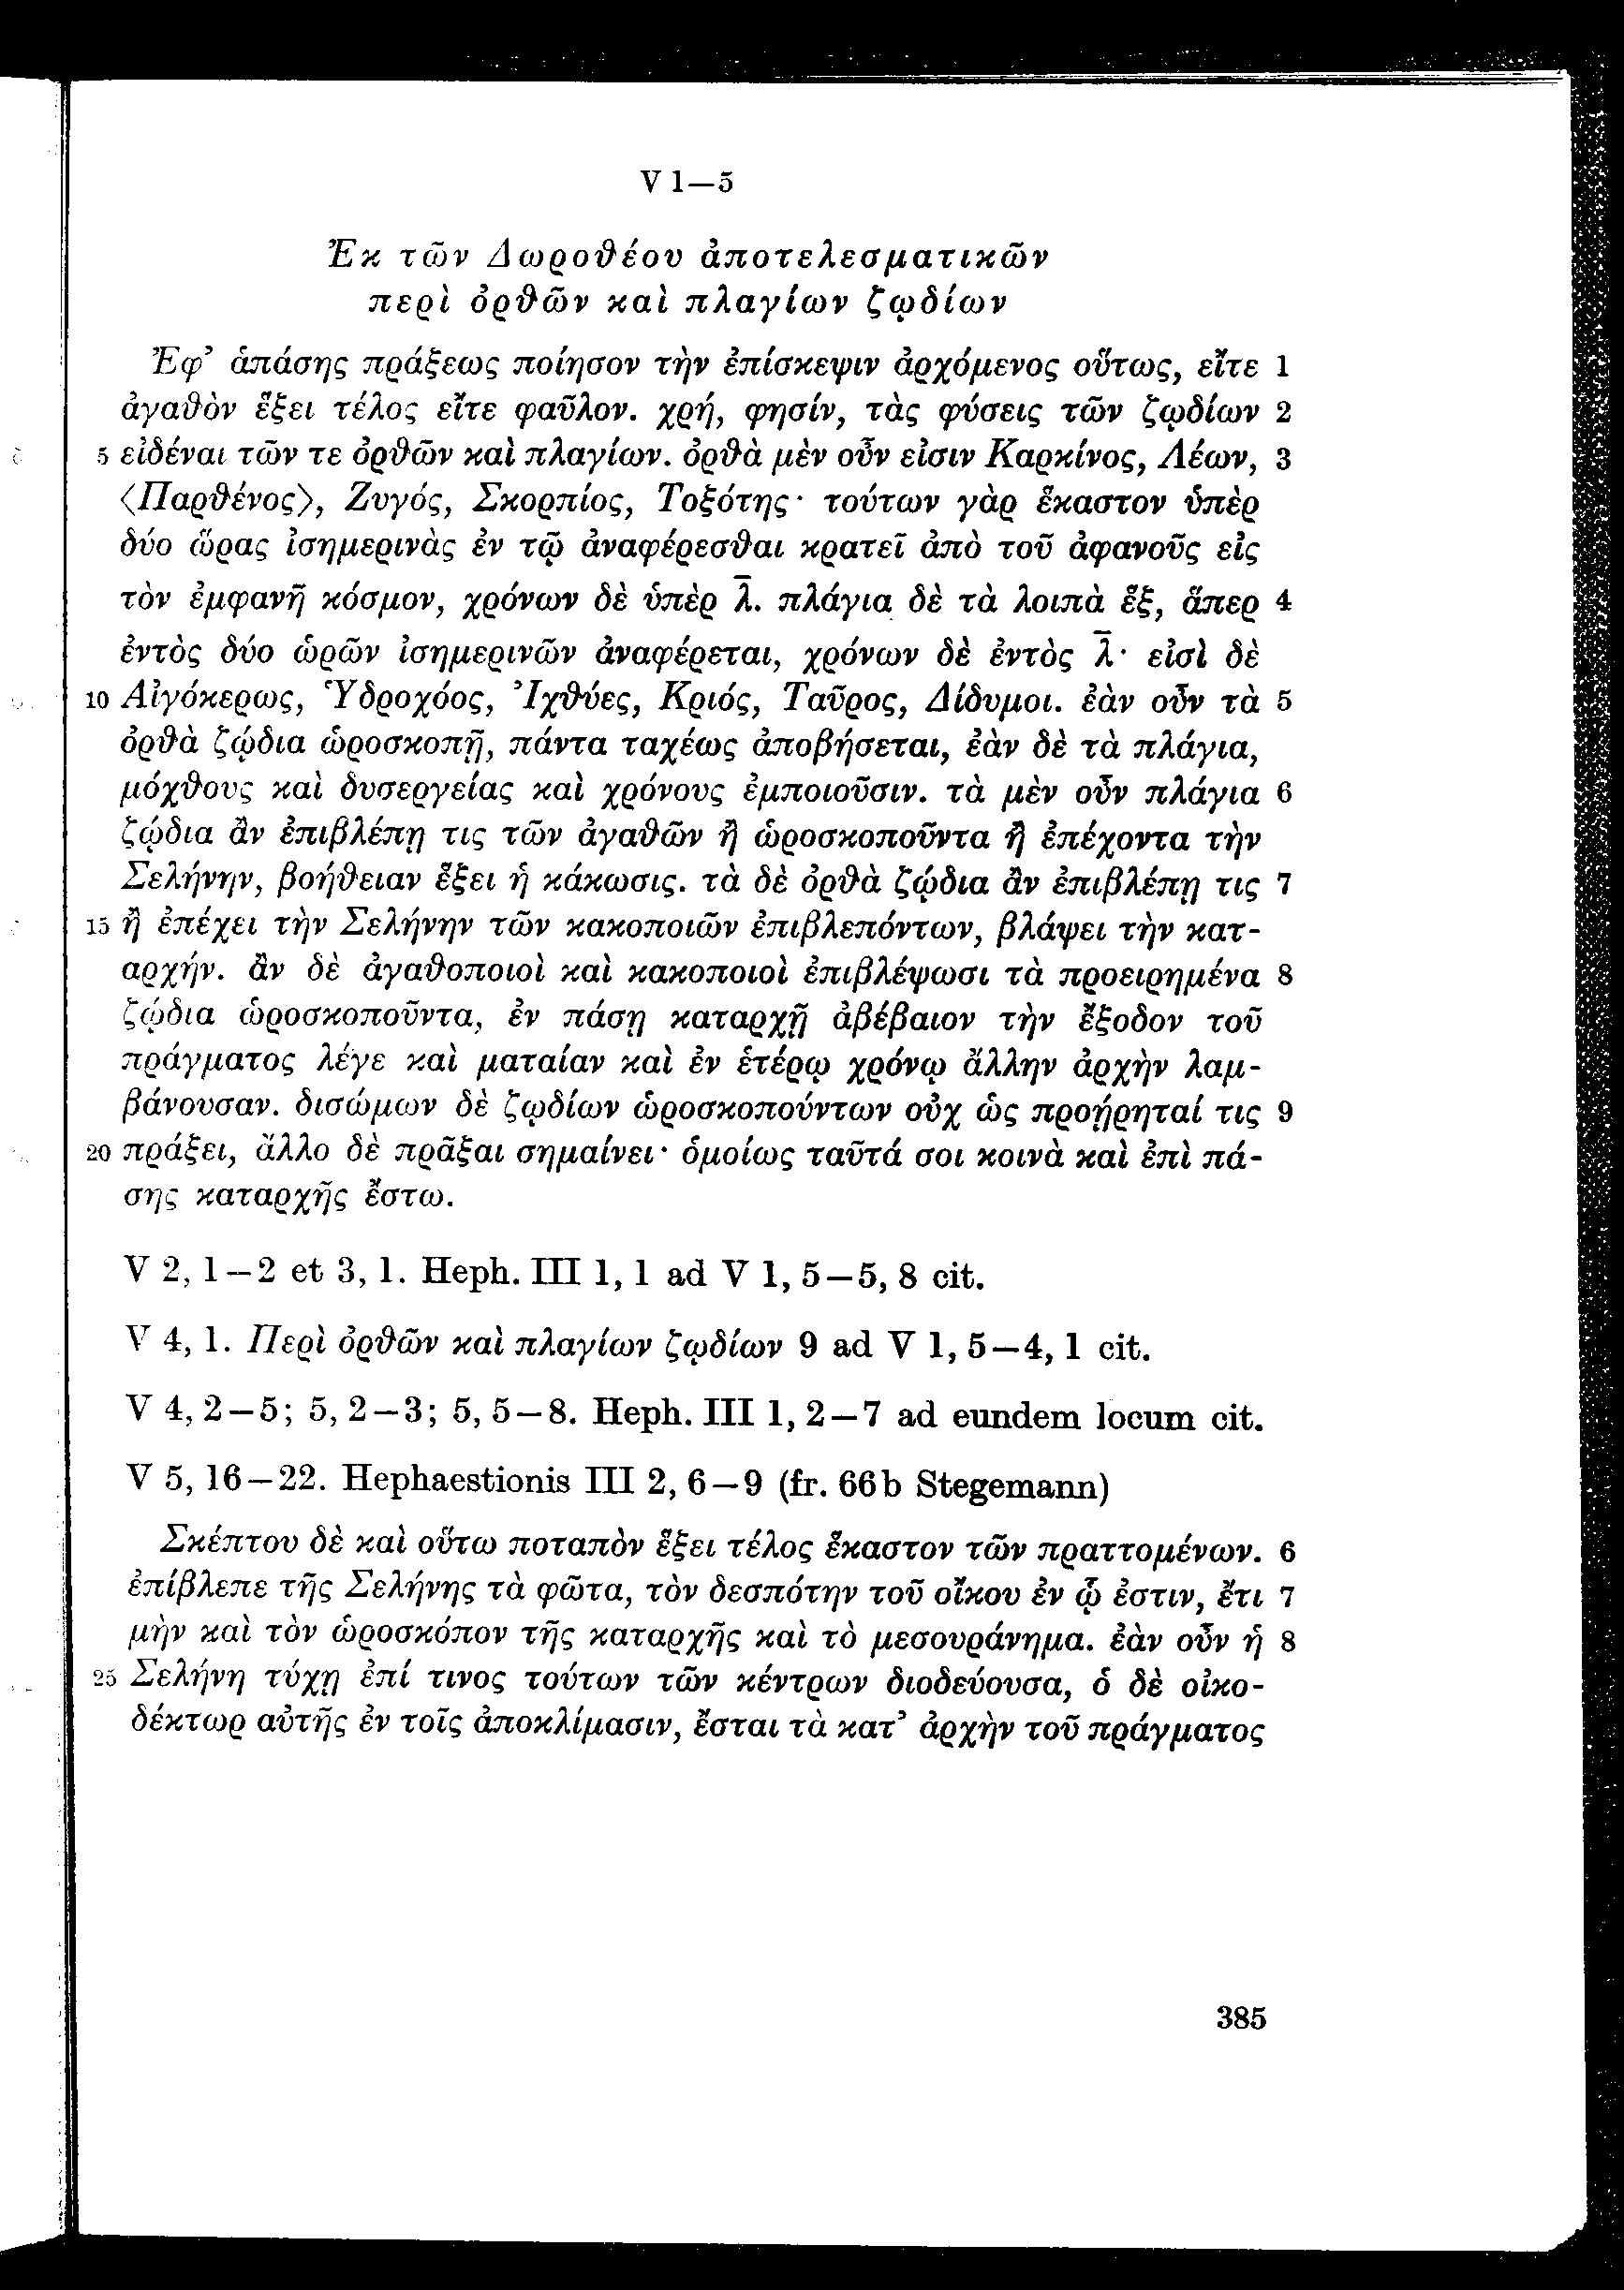 V 1—5
Ἐκ τῶν Δωροθέου ἀποτελεσματικῶν
περὶ ὀρθῶν καὶ πλαγίων ζῳδίων
Ἐφ’ ἁπάσης πράξεως ποίησον τὴν ἐπίσκεψιν ἀρχόμενος οὕτως, εἴτε 1
ἀγαθὸν ἕξει τέλος εἴτε φαῦλον. χρή, φησίν, τὰς φύσεις τῶν ζῳδίων 2
5 εἰδέναι τῶν τε ὀρθῶν καὶ πλαγίων. ὀρθὰ μὲν οὖν εἰσιν Καρκίνος, Λέων, 3
⟨Παρθένος⟩, Ζυγός, Σκορπίος, Τοξότης· τούτων γὰρ ἕκαστον ὑπὲρ
δύο ὥρας ἰσημερινὰς ἐν τῷ ἀναφέρεσθαι κρατεῖ ἀπὸ τοῦ ἀφανοῦς εἰς
τὸν ἐμφανῆ κόσμον, χρόνων δὲ ὑπὲρ λ̅. πλάγια δὲ τὰ λοιπὰ ἕξ, ἅπερ 4
ἐντὸς δύο ὡρῶν ἰσημερινῶν ἀναφέρεται, χρόνων δὲ ἐντὸς λ̅· εἰσὶ δὲ
10 Αἰγόκερως, Ὑδροχόος, Ἰχθύες, Κριός, Ταῦρος, Δίδυμοι. ἐὰν οὖν τὰ 5
ὀρθὰ ζῴδια ὡροσκοπῇ, πάντα ταχέως ἀποβήσεται, ἐὰν δὲ τὰ πλάγια,
μόχθους καὶ δυσεργείας καὶ χρόνους ἐμποιοῦσιν. τὰ μὲν οὖν πλάγια 6
ζῴδια ἂν ἐπιβλέπῃ τις τῶν ἀγαθῶν ἢ ὡροσκοποῦντα ἢ ἐπέχοντα τὴν
Σελήνην, βοήθειαν ἕξει ἡ κάκωσις. τὰ δὲ ὀρθὰ ζῴδια ἂν ἐπιβλέπῃ τις 7
15 ἢ ἐπέχει τὴν Σελήνην τῶν κακοποιῶν ἐπιβλεπόντων, βλάψει τὴν κατ-
αρχήν. ἂν δὲ ἀγαθοποιοὶ καὶ κακοποιοὶ ἐπιβλέψωσι τὰ προειρημένα 8
ζῴδια ὡροσκοποῦντα, ἐν πάσῃ καταρχῇ ἀβέβαιον τὴν ἔξοδον τοῦ
πράγματος λέγε καὶ ματαίαν καὶ ἐν ἑτέρῳ χρόνῳ ἄλλην ἀρχὴν λαμ-
βάνουσαν. δισώμων δὲ ζῳδίων ὡροσκοπούντων οὐχ ὡς προῄρηταί τις 9
20 πράξει, ἄλλο δὲ πρᾶξαι σημαίνει· ὁμοίως ταῦτά σοι κοινὰ καὶ ἐπὶ πά-
σης καταρχῆς ἔστω.
V 2, 1—2 et 3, 1. Heph. III 1, 1 ad V 1, 5—5, 8 cit.
V 4, 1. Περὶ ὀρθῶν καὶ πλαγίων ζῳδίων 9 ad V 1, 5—4, 1 cit.
V 4, 2—5; 5, 2—3; 5, 5—8. Heph. III 1, 2—7 ad eundem locum cit.
V 5, 16—22. Hephaestionis III 2, 6—9 (fr. 66b Stegemann)
Σκέπτου δὲ καὶ οὕτω ποταπὸν ἕξει τέλος ἕκαστον τῶν πραττομένων. 6
ἐπίβλεπε τῆς Σελήνης τὰ φῶτα, τὸν δεσπότην τοῦ οἴκου ἐν ᾧ ἐστιν, ἔτι 7
μὴν καὶ τὸν ὡροσκόπον τῆς καταρχῆς καὶ τὸ μεσουράνημα. ἐὰν οὖν ἡ 8
25 Σελήνη τύχῃ ἐπί τινος τούτων τῶν κέντρων διοδεύουσα, ὁ δὲ οἰκο-
δέκτωρ αὐτῆς ἐν τοῖς ἀποκλίμασιν, ἔσται τὰ κατ’ ἀρχὴν τοῦ πράγματος
385